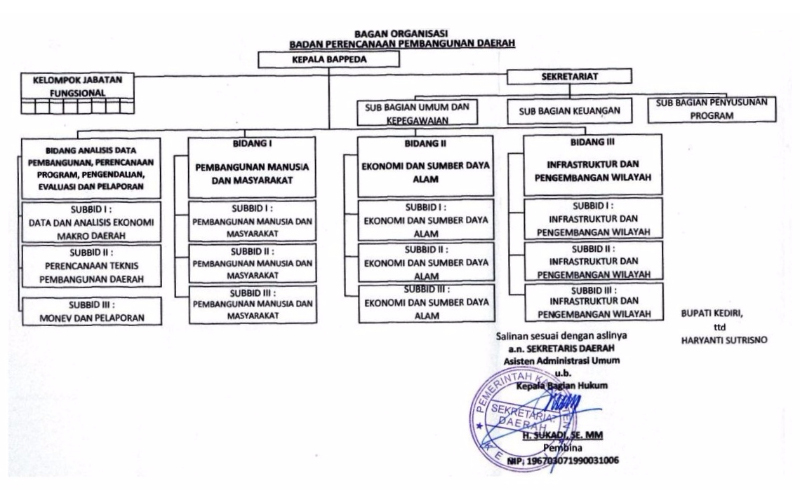 BAGAN ORGANISASI
BADAN PERENCANAAN PEMBANGUNAN DAERAH
KEPALA BAPPEDA
KELOMPOK JABATAN
FUNGSIONAL
SEKRETARIAT
SUB BAGIAN UMUM DAN
KEPEGAWAIAN
SUB BAGIAN KEUANGAN
SUB BAGIAN PENYUSUNAN
PROGRAM
BIDANG ANALISIS DATA
PEMBANGUNAN, PERENCANAAN
PROGRAM, PENGENDALIAN,
EVALUASI DAN PELAPORAN
SUBBID I :
DATA DAN ANALISIS EKONOMI
MAKRO DAERAH
SUBBID II :
PERENCANAAN TEKNIS
PEMBANGUNAN DAERAH
SUBBID III :
MONEV DAN PELAPORAN
BIDANG I
PEMBANGUNAN MANUSIA
DAN MASYARAKAT
SUBBID I :
PEMBANGUNAN MANUSIA DAN
MASYARAKAT
SUBBID II :
PEMBANGUNAN MANUSIA DAN
MASYARAKAT
SUBBID III :
PEMBANGUNAN MANUSIA DAN
MASYARAKAT
BIDANG II
EKONOMI DAN SUMBER DAYA
ALAM
SUBBID I :
EKONOMI DAN SUMBER DAYA
ALAM
SUBBID II :
EKONOMI DAN SUMBER DAYA
ALAM
SUBBID III :
EKONOMI DAN SUMBER DAYA
ALAM
BIDANG III
INFRASTRUKTUR DAN
PENGEMBANGAN WILAYAH
SUBBID I :
INFRASTRUKTUR DAN
PENGEMBANGAN WILAYAH
SUBBID II :
INFRASTRUKTUR DAN
PENGEMBANGAN WILAYAH
SUBBID III :
INFRASTRUKTUR DAN
PENGEMBANGAN WILAYAH
BUPATI KEDIRI,
ttd
HARYANTI SUTRISNO
Salinan sesuai dengan aslinya
a.n. SEKRETARIS DAERAH
Asisten Administrasi Umum
u.b.
Kepala Bagian Hukum
PEMERINTAH
SEKRETARIAT
DAERAH
H. SUKADI, SE. MM
Pembina
NIP. 196703071990031006